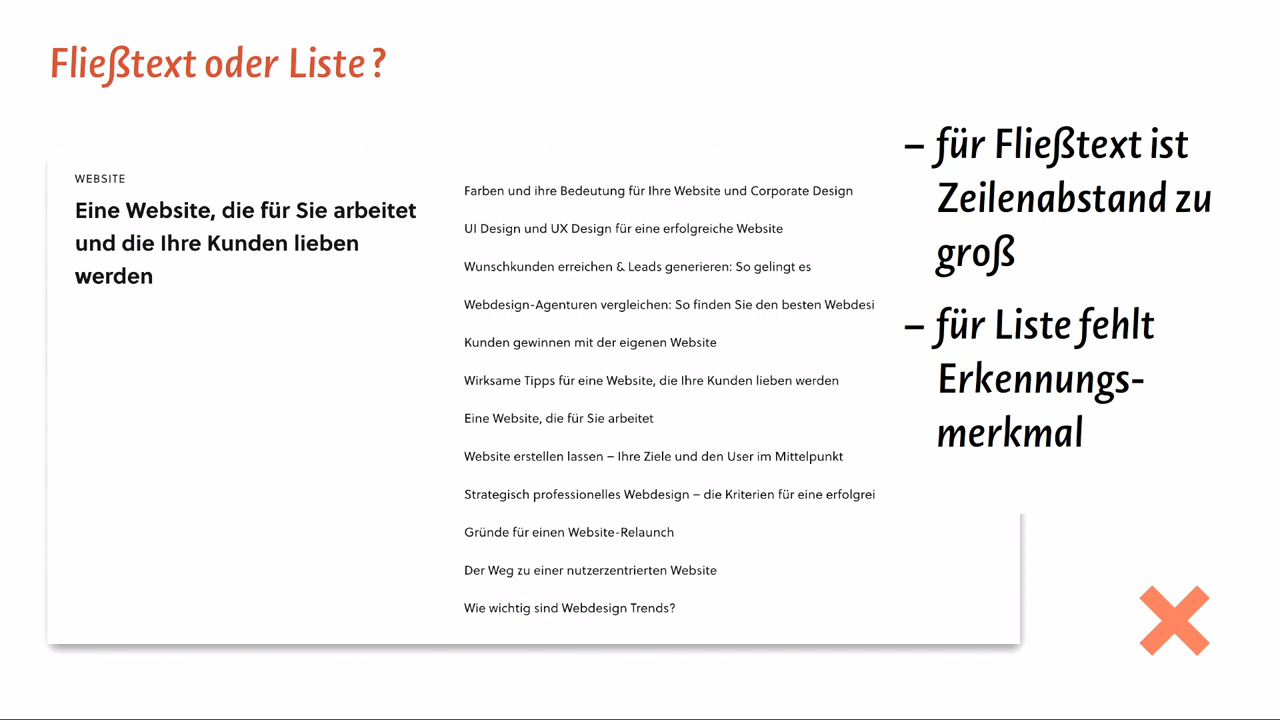 Fließtext oder Liste?
WEBSITE
Eine Website, die für Sie arbeitet
und die Ihre Kunden lieben
werden
Farben und ihre Bedeutung für Ihre Website und Corporate Design
UI Design und UX Design für eine erfolgreiche Website
Wunschkunden erreichen & Leads generieren: So gelingt es
Webdesign-Agenturen vergleichen: So finden Sie den besten Webdesi
Kunden gewinnen mit der eigenen Website
Wirksame Tipps für eine Website, die Ihre Kunden lieben werden
Eine Website, die für Sie arbeitet
Website erstellen lassen – Ihre Ziele und den User im Mittelpunkt
Strategisch professionelles Webdesign – die Kriterien für eine erfolgrei
Gründe für einen Website-Relaunch
Der Weg zu einer nutzerzentrierten Website
Wie wichtig sind Webdesign Trends?
– für Fließtext ist
Zeilenabstand zu
groß
– für Liste fehlt
Erkennungs-
merkmal